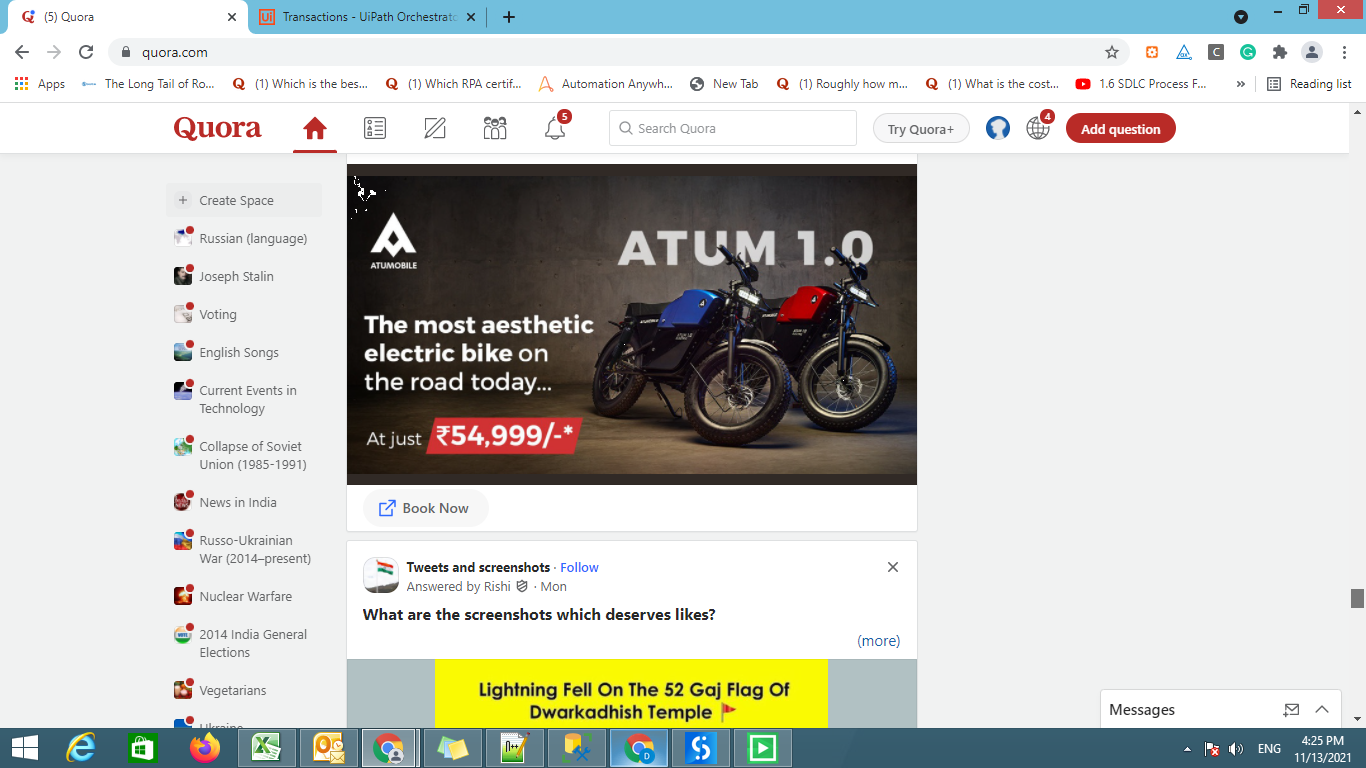 (5) Quora
Transactions - UiPath Orchestrato
quora.com
Apps
The Long Tail of Ro...
(1) Which is the bes...
(1) Which RPA certif...
Automation Anywh...
New Tab
(1) Roughly how m...
(1) What is the cost...
1.6 SDLC Process F...
»
Reading list
Quora
5
Search Quora
Try Quora+
4
Add question
Create Space
Russian (language)
Joseph Stalin
Voting
English Songs
Current Events in
Technology
Collapse of Soviet
Union (1985-1991)
News in India
Russo-Ukrainian
War (2014–present)
Nuclear Warfare
2014 India General
Elections
Vegetarians
Ukraine
ATUMOBILE
ATUM 1.0
The most aesthetic
electric bike on
the road today...
At just ₹54,999/-*
Book Now
Tweets and screenshots · Follow
Answered by Rishi · Mon
What are the screenshots which deserves likes?
(more)
Lightning Fell On The 52 Gaj Flag Of
Dwarkadhish Temple
Messages
ENG
4:25 PM
11/13/2021